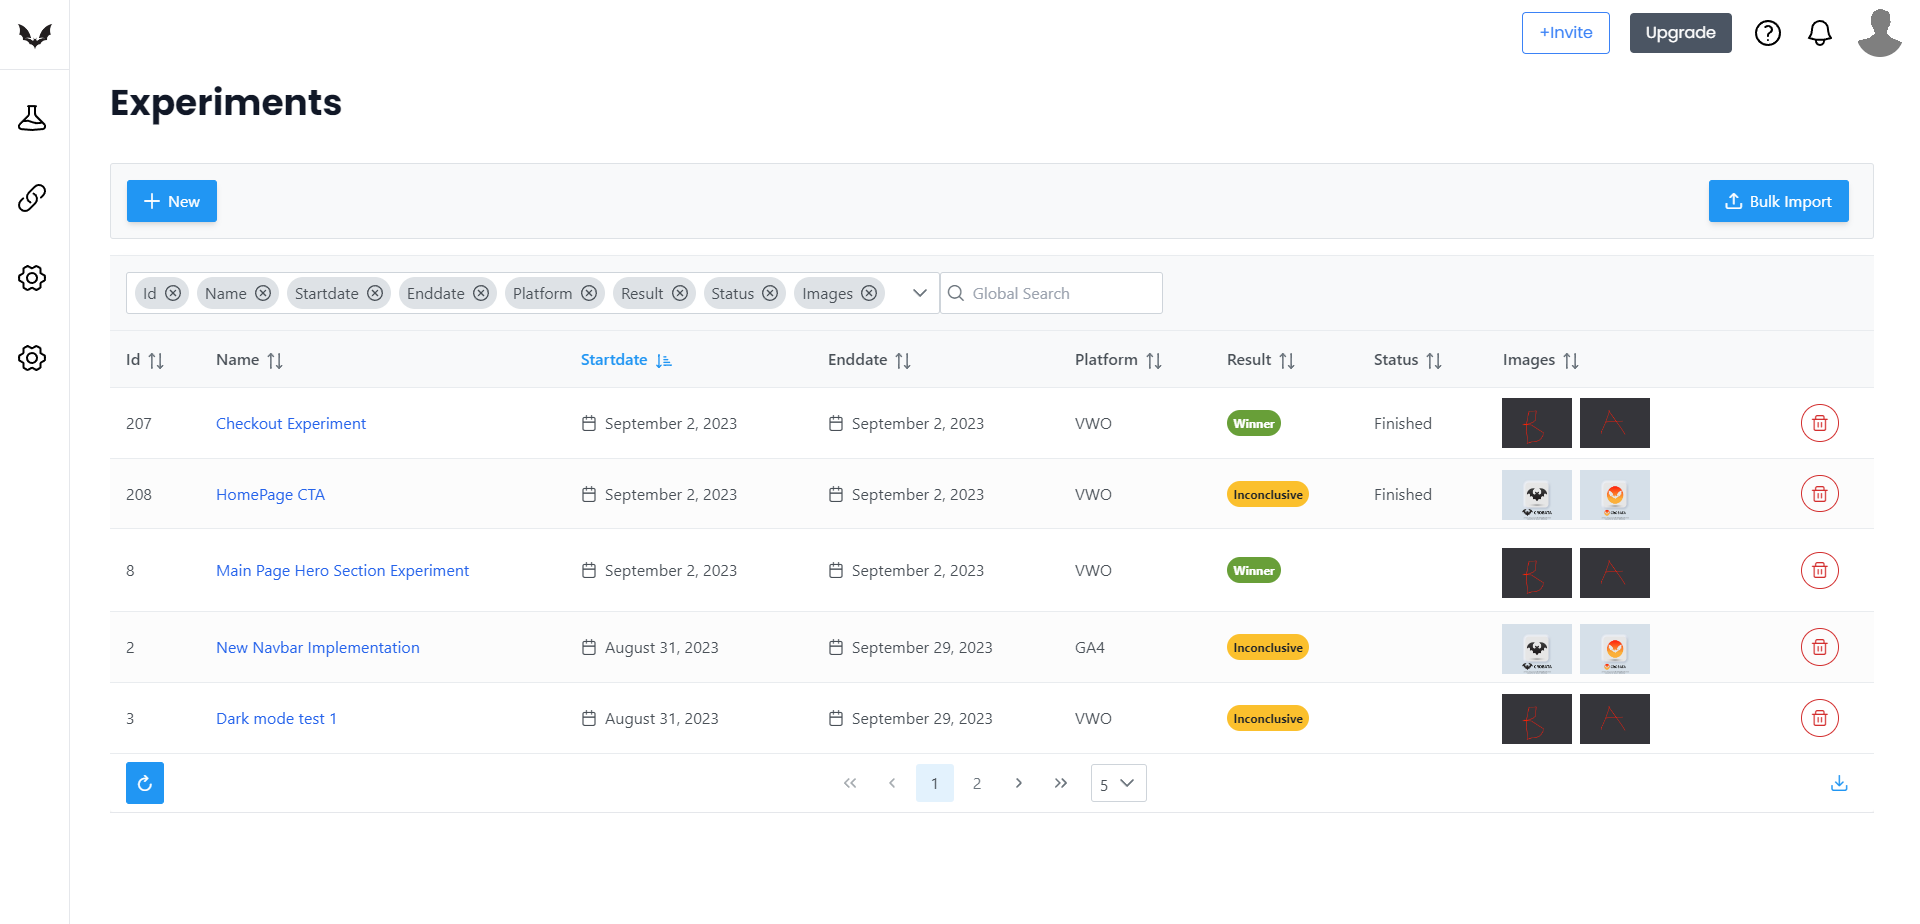 +Invite Upgrade
Experiments
New Bulk Import
Id Name Startdate Enddate Platform Result Status Images Global Search
Id Name Startdate Enddate Platform Result Status Images
207 Checkout Experiment September 2, 2023 September 2, 2023 VWO Winner Finished B A
208 HomePage CTA September 2, 2023 September 2, 2023 VWO Inconclusive Finished
8 Main Page Hero Section Experiment September 2, 2023 September 2, 2023 VWO Winner B A
2 New Navbar Implementation August 31, 2023 September 29, 2023 GA4 Inconclusive
3 Dark mode test 1 August 31, 2023 September 29, 2023 VWO Inconclusive B A
1 2 5